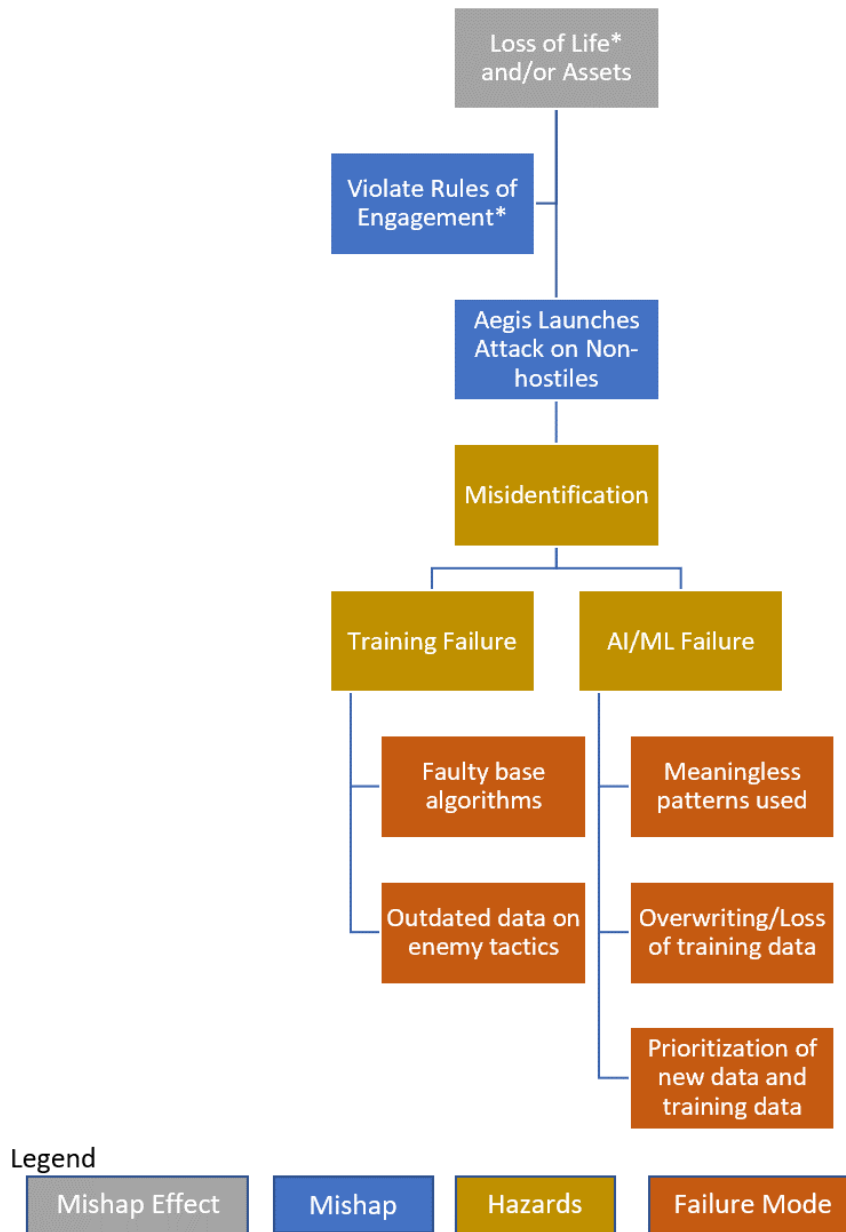 Loss of Life*
and/or Assets
Violate Rules of
Engagement*
Aegis Launches
Attack on Non-
hostiles
Misidentification
Training Failure
AI/ML Failure
Faulty base
algorithms
Meaningless
patterns used
Outdated data on
enemy tactics
Overwriting/Loss
of training data
Prioritization of
new data and
training data
Legend
Mishap Effect
Mishap
Hazards
Failure Mode